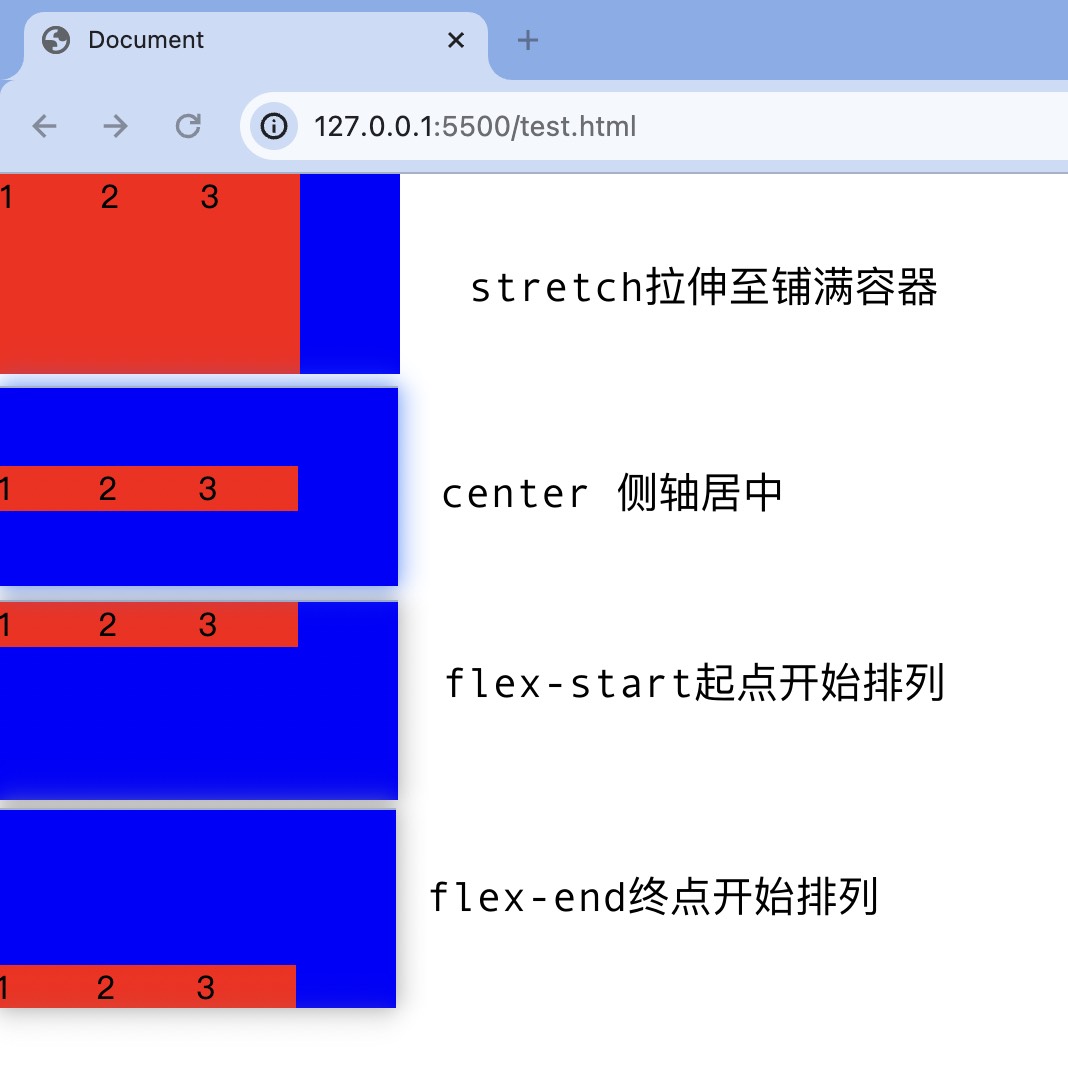 Document
127.0.0.1:5500/test.html
1 2 3
stretch拉伸至铺满容器
1 2 3
center 侧轴居中
1 2 3
flex-start起点开始排列
flex-end终点开始排列
1 2 3